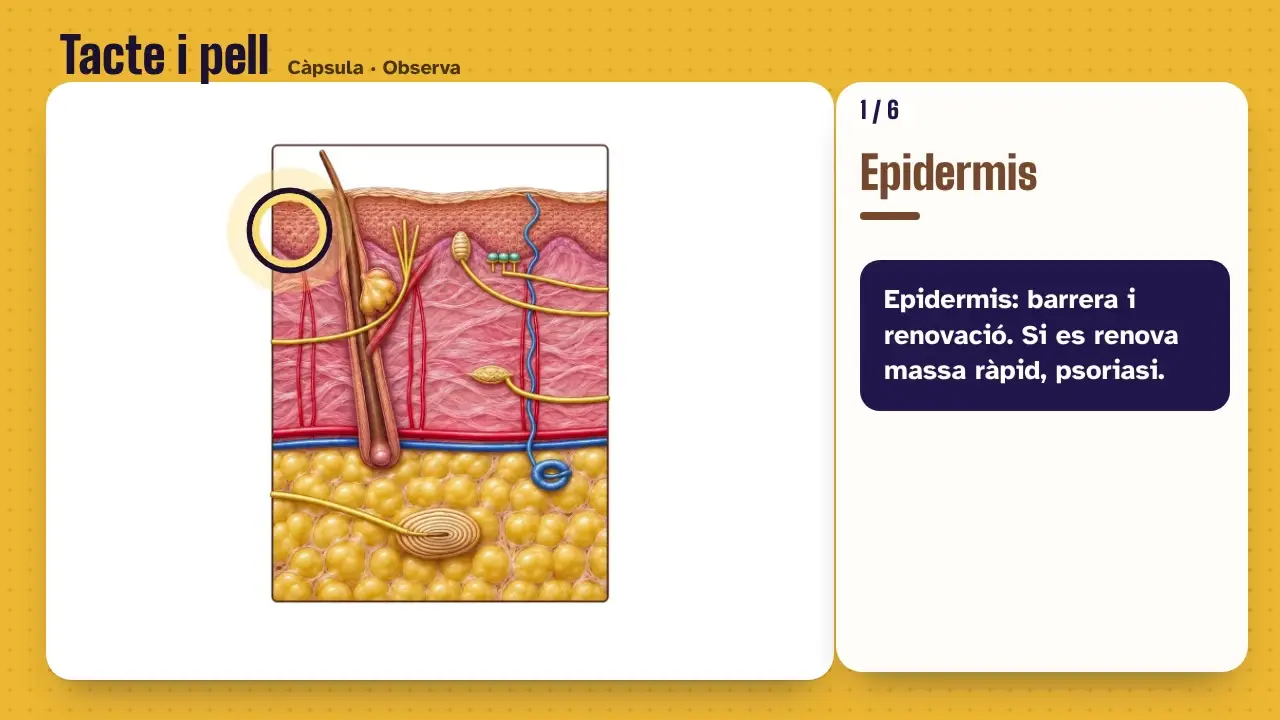 Tacte i pell
Càpsula · Observa
1 / 6
Epidermis
Epidermis: barrera i
renovació. Si es renova
massa ràpid, psoriasi.